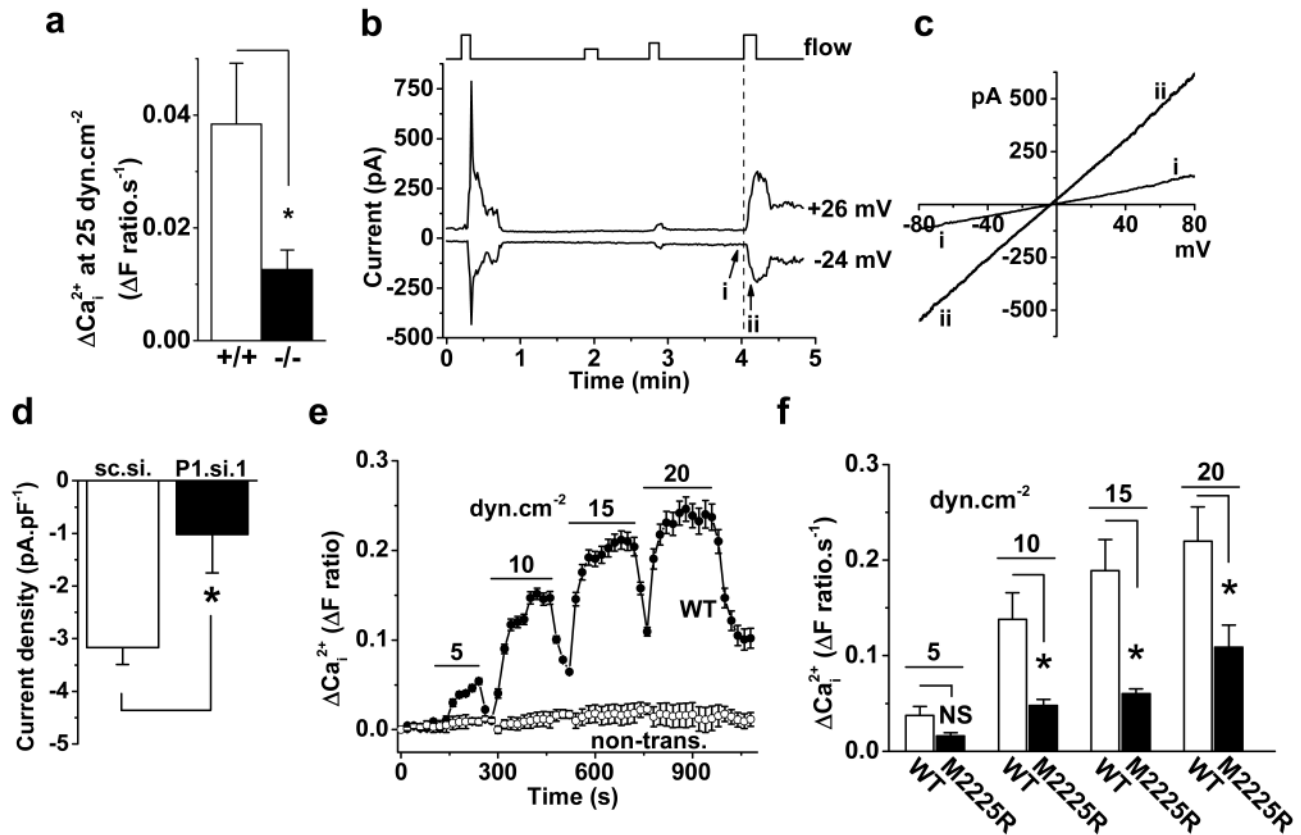 a
ΔCa²⁺ᵢ at 25 dyn.cm⁻²
(ΔF ratio.s⁻¹)
0.04
0.02
0.00
*
+/+ -/-
b
flow
Current (pA)
750
500
250
0
-250
-500
+26 mV
-24 mV
i
ii
0 1 2 3 4 5
Time (min)
c
pA
500
250
-250
-500
-80 -40 40 80
mV
ii
i
i
ii
d
sc.si. P1.si.1
Current density (pA.pF⁻¹)
0
-1
-2
-3
-4
-5
*
e
ΔCa²⁺ᵢ (ΔF ratio)
0.3
0.2
0.1
0.0
dyn.cm⁻²
5
10
15
20
WT
non-trans.
0 300 600 900
Time (s)
f
ΔCa²⁺ᵢ (ΔF ratio.s⁻¹)
0.3
0.2
0.1
0.0
dyn.cm⁻²
5
10
15
20
NS
*
*
*
WT M2225R WT M2225R WT M2225R WT M2225R